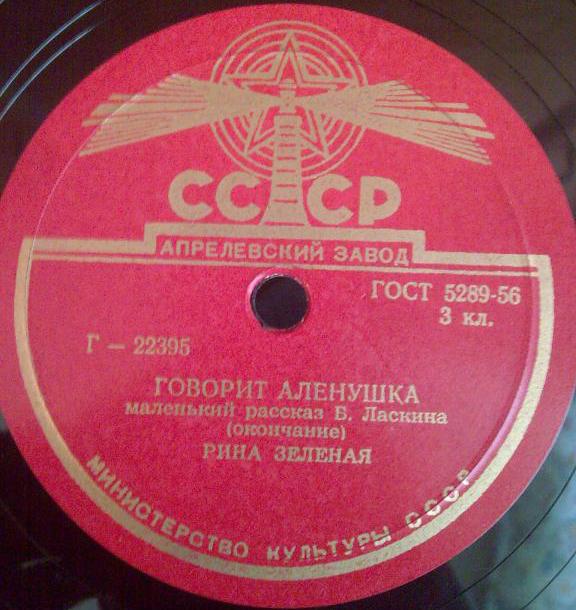 СССР
АПРЕЛЕВСКИЙ ЗАВОД
ГОСТ 5289-56
3 кл.
Г — 22395
ГОВОРИТ АЛЕНУШКА
маленький рассказ Б. Ласкина
(окончание)
РИНА ЗЕЛЕНАЯ
МИНИСТЕРСТВО КУЛЬТУРЫ СССР